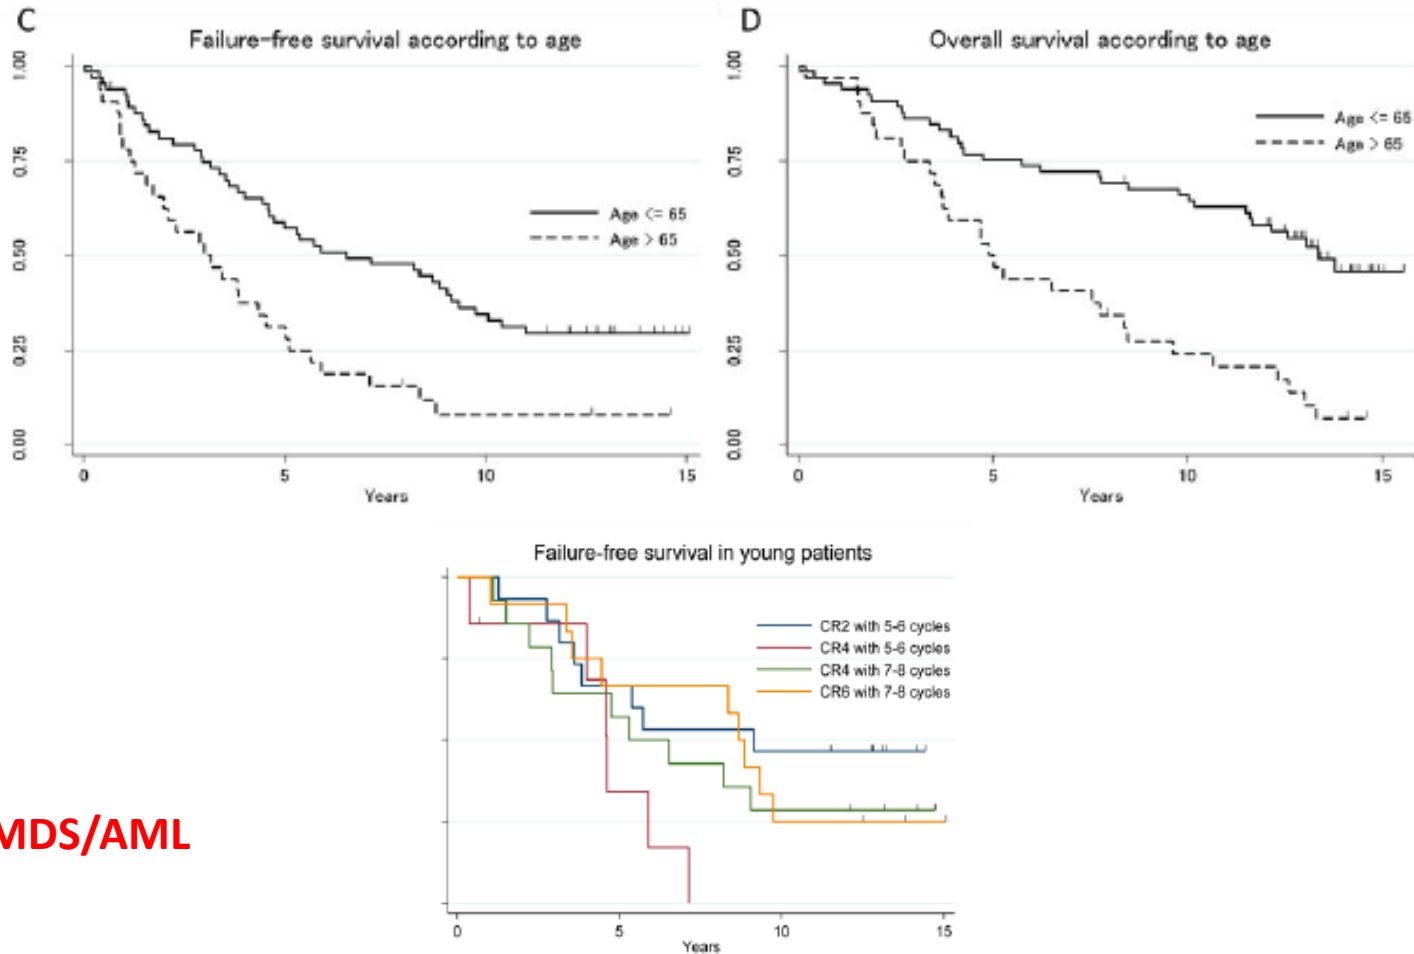 C
Failure-free survival according to age
1.00
0.75
0.50
0.25
0.00
Age <= 65
Age > 65
0 5 10 15
Years
D
Overall survival according to age
1.00
0.75
0.50
0.25
0.00
Age <= 65
Age > 65
0 5 10 15
Years
Failure-free survival in young patients
CR2 with 5-6 cycles
CR4 with 5-6 cycles
CR4 with 7-8 cycles
CR6 with 7-8 cycles
0 5 10 15
Years
MDS/AML